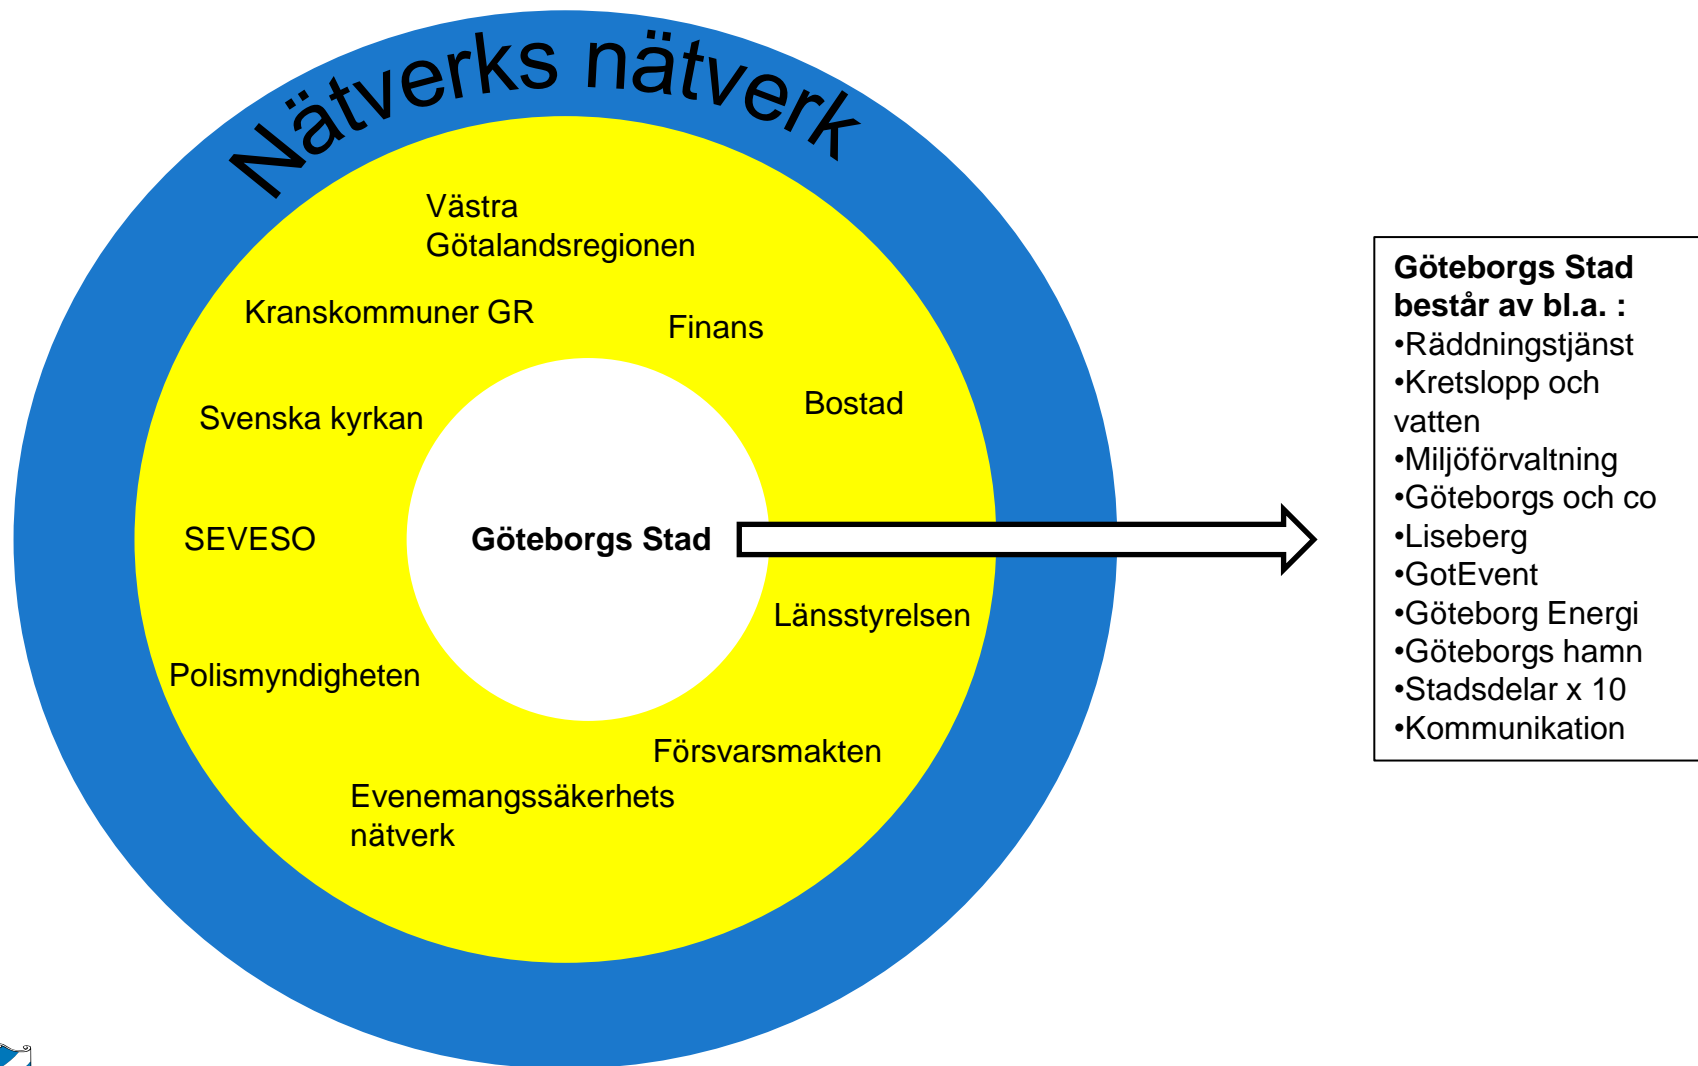 Nätverks nätverk
Västra
Götalandsregionen
Kranskommuner GR
Finans
Bostad
Svenska kyrkan
SEVESO
Göteborgs Stad
Länsstyrelsen
Polismyndigheten
Försvarsmakten
Evenemangssäkerhets
nätverk
Göteborgs Stad
består av bl.a. :
•Räddningstjänst
•Kretslopp och
vatten
•Miljöförvaltning
•Göteborgs och co
•Liseberg
•GotEvent
•Göteborg Energi
•Göteborgs hamn
•Stadsdelar x 10
•Kommunikation